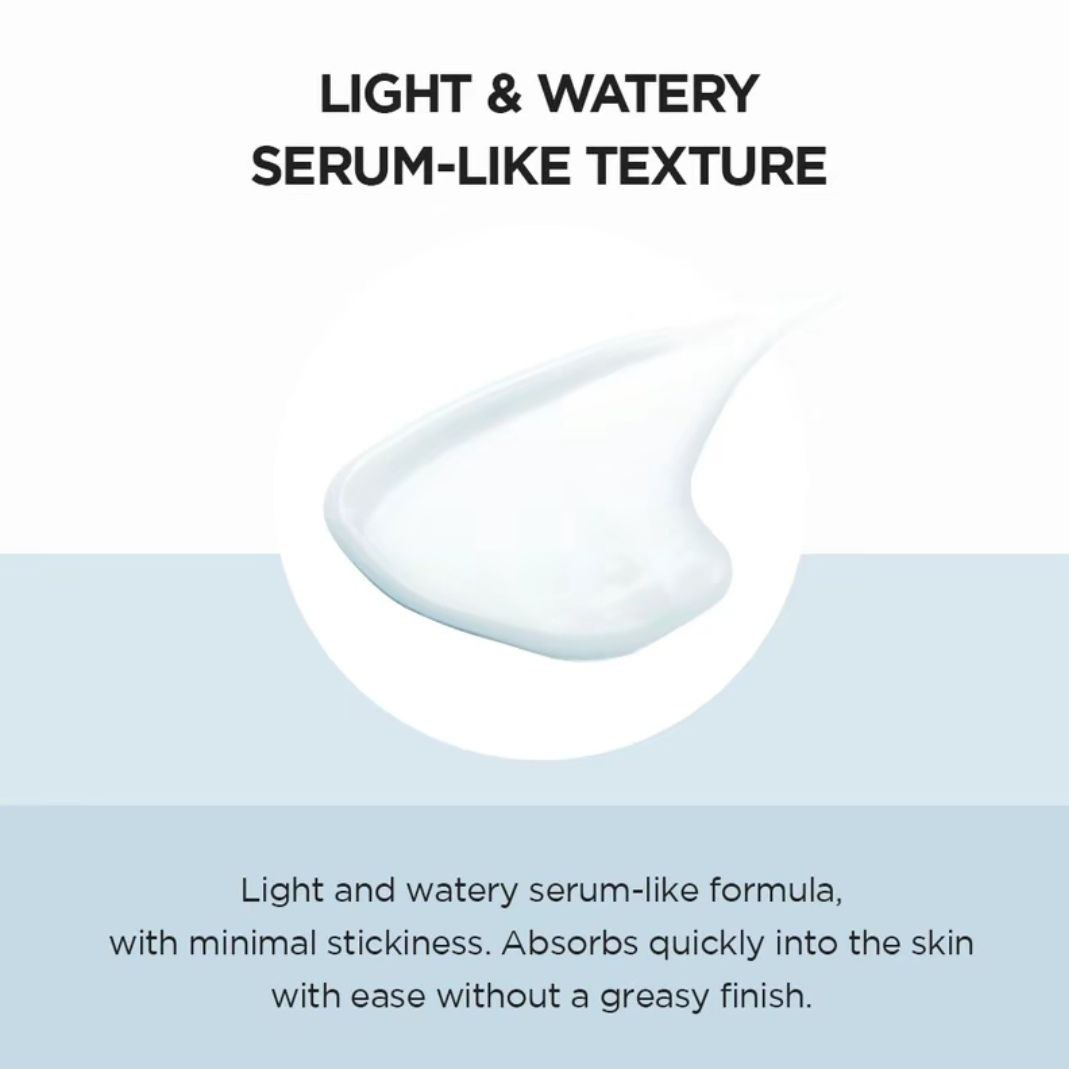 LIGHT & WATERY
SERUM-LIKE TEXTURE
Light and watery serum-like formula,
with minimal stickiness. Absorbs quickly into the skin
with ease without a greasy finish.